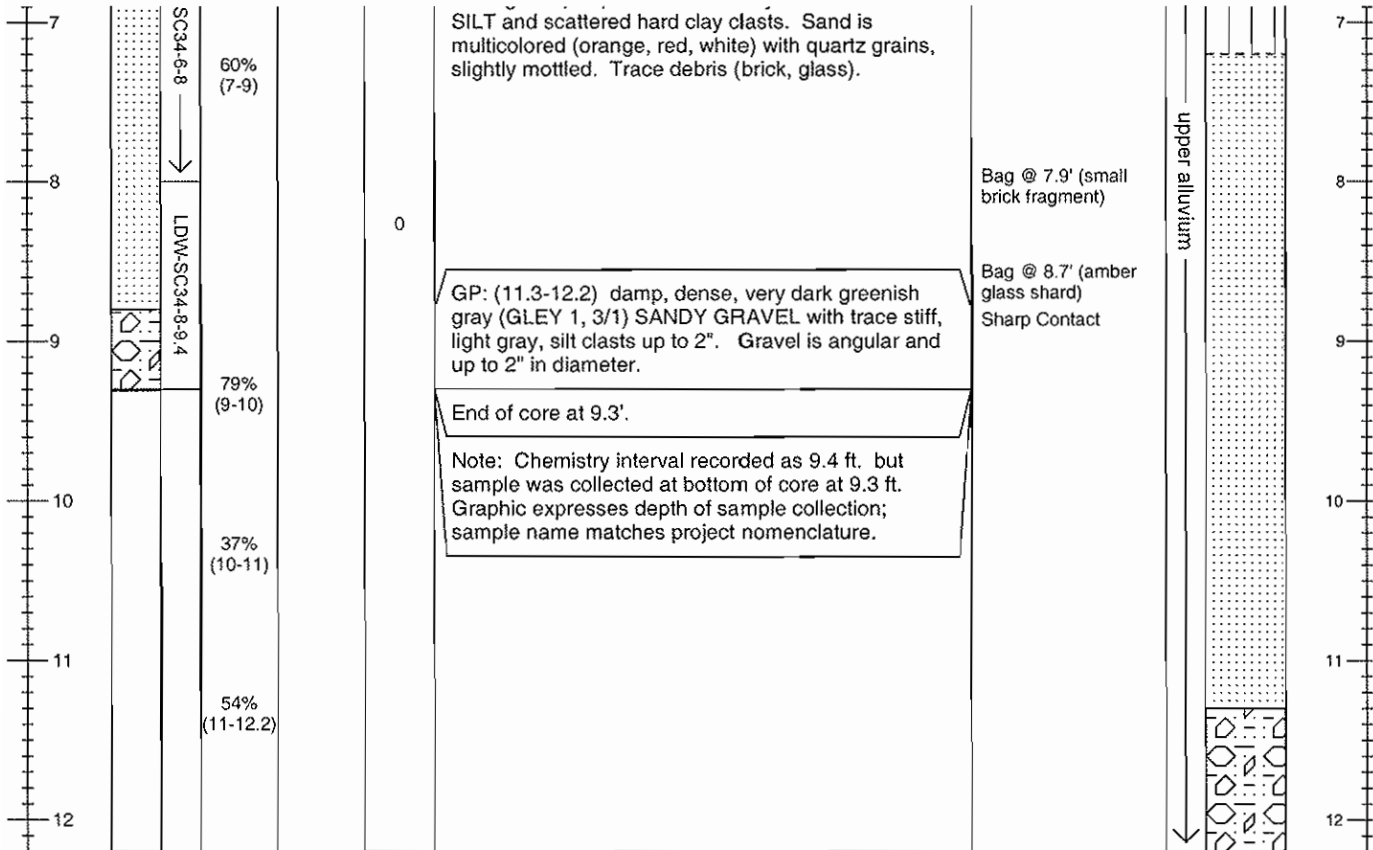 7
SC34-6-8
60%
(7-9)
SILT and scattered hard clay clasts. Sand is
multicolored (orange, red, white) with quartz grains,
slightly mottled. Trace debris (brick, glass).
7
upper alluvium
8
LDW-SC34-8-9.4
0
Bag @ 7.9' (small
brick fragment)
8
GP: (11.3-12.2) damp, dense, very dark greenish
gray (GLEY 1, 3/1) SANDY GRAVEL with trace stiff,
light gray, silt clasts up to 2". Gravel is angular and
up to 2" in diameter.
Bag @ 8.7' (amber
glass shard)
Sharp Contact
9
9
79%
(9-10)
End of core at 9.3'.
Note: Chemistry interval recorded as 9.4 ft. but
sample was collected at bottom of core at 9.3 ft.
Graphic expresses depth of sample collection;
sample name matches project nomenclature.
10
10
37%
(10-11)
11
11
54%
(11-12.2)
12
12